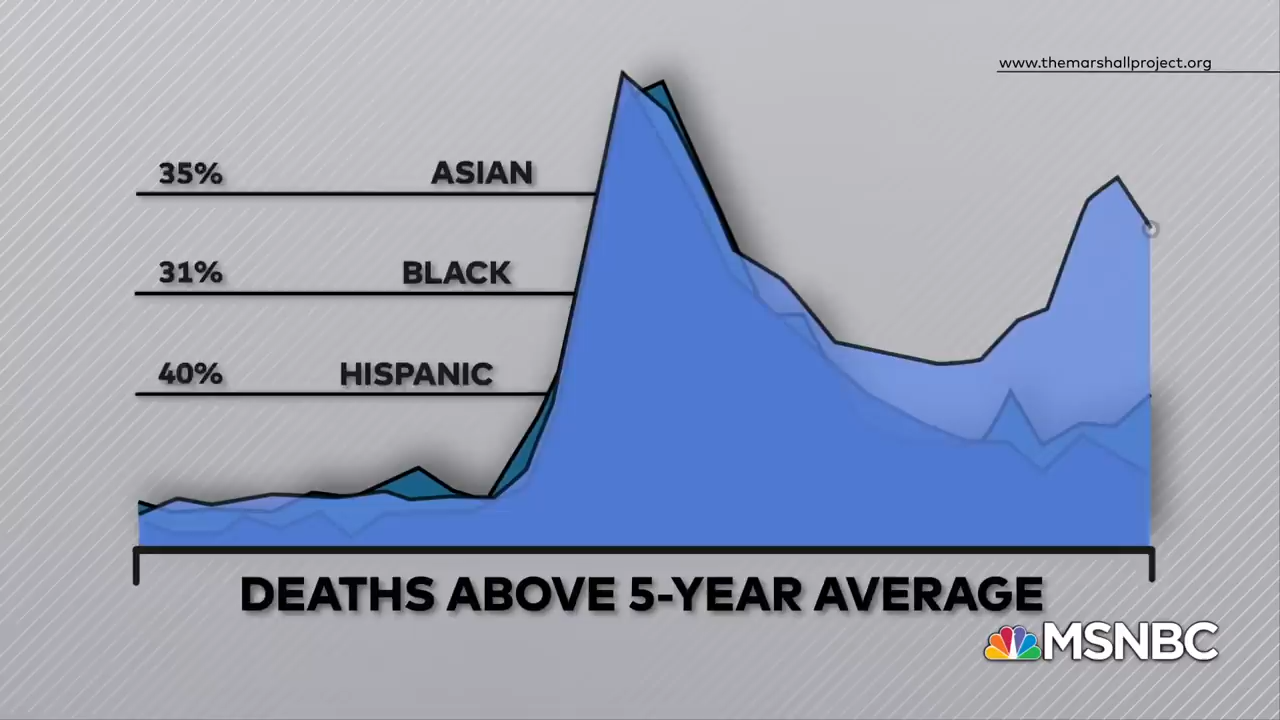 www.themarshallproject.org
35% ASIAN
31% BLACK
40% HISPANIC
DEATHS ABOVE 5-YEAR AVERAGE
MSNBC